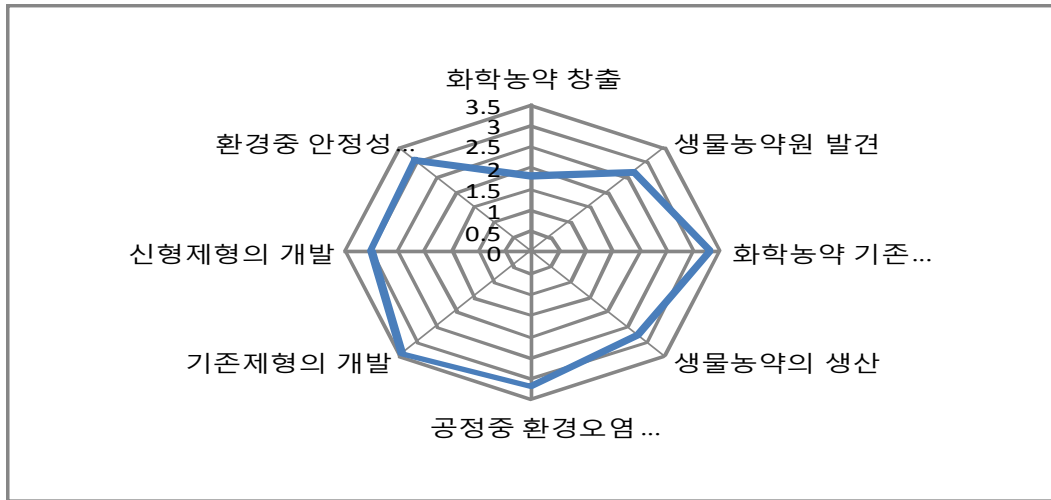 화학농약 창출
3.5
3
2.5
2
1.5
1
0.5
0
생물농약원 발견
화학농약 기존...
생물농약의 생산
공정중 환경오염 ...
기존제형의 개발
신형제형의 개발
환경중 안정성 ...